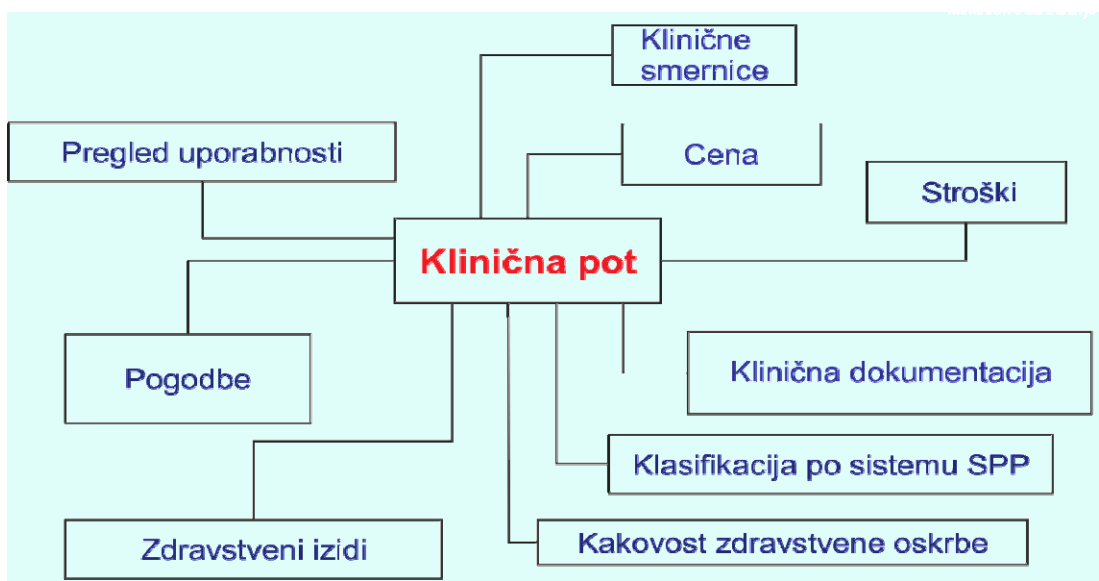 Klinične
smernice
Pregled uporabnosti
Cena
Stroški
Klinična pot
Pogodbe
Klinična dokumentacija
Klasifikacija po sistemu SPP
Zdravstveni izidi
Kakovost zdravstvene oskrbe